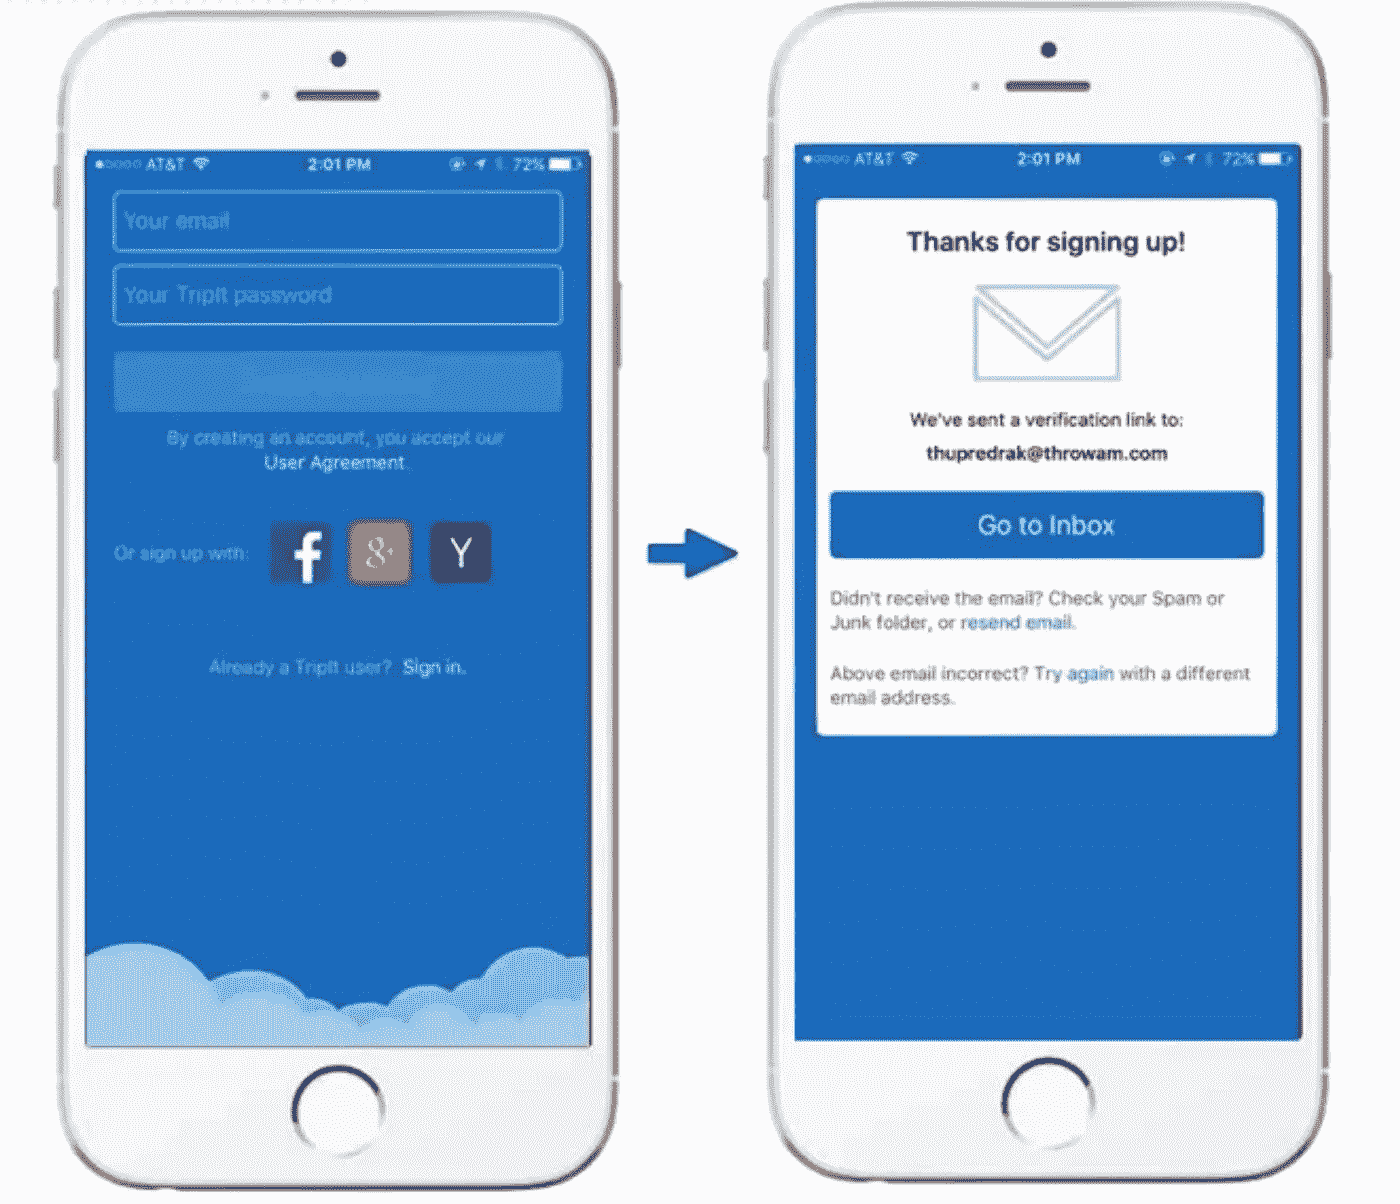 AT&T 2:01 PM 72%
Your email
Your TripIt password
By creating an account, you accept our
User Agreement.
Or sign up with: f g+ Y
Already a TripIt user? Sign in.
AT&T 2:01 PM 72%
Thanks for signing up!
We've sent a verification link to:
thupredrak@throwam.com
Go to Inbox
Didn't receive the email? Check your Spam or
Junk folder, or resend email.
Above email incorrect? Try again with a different
email address.